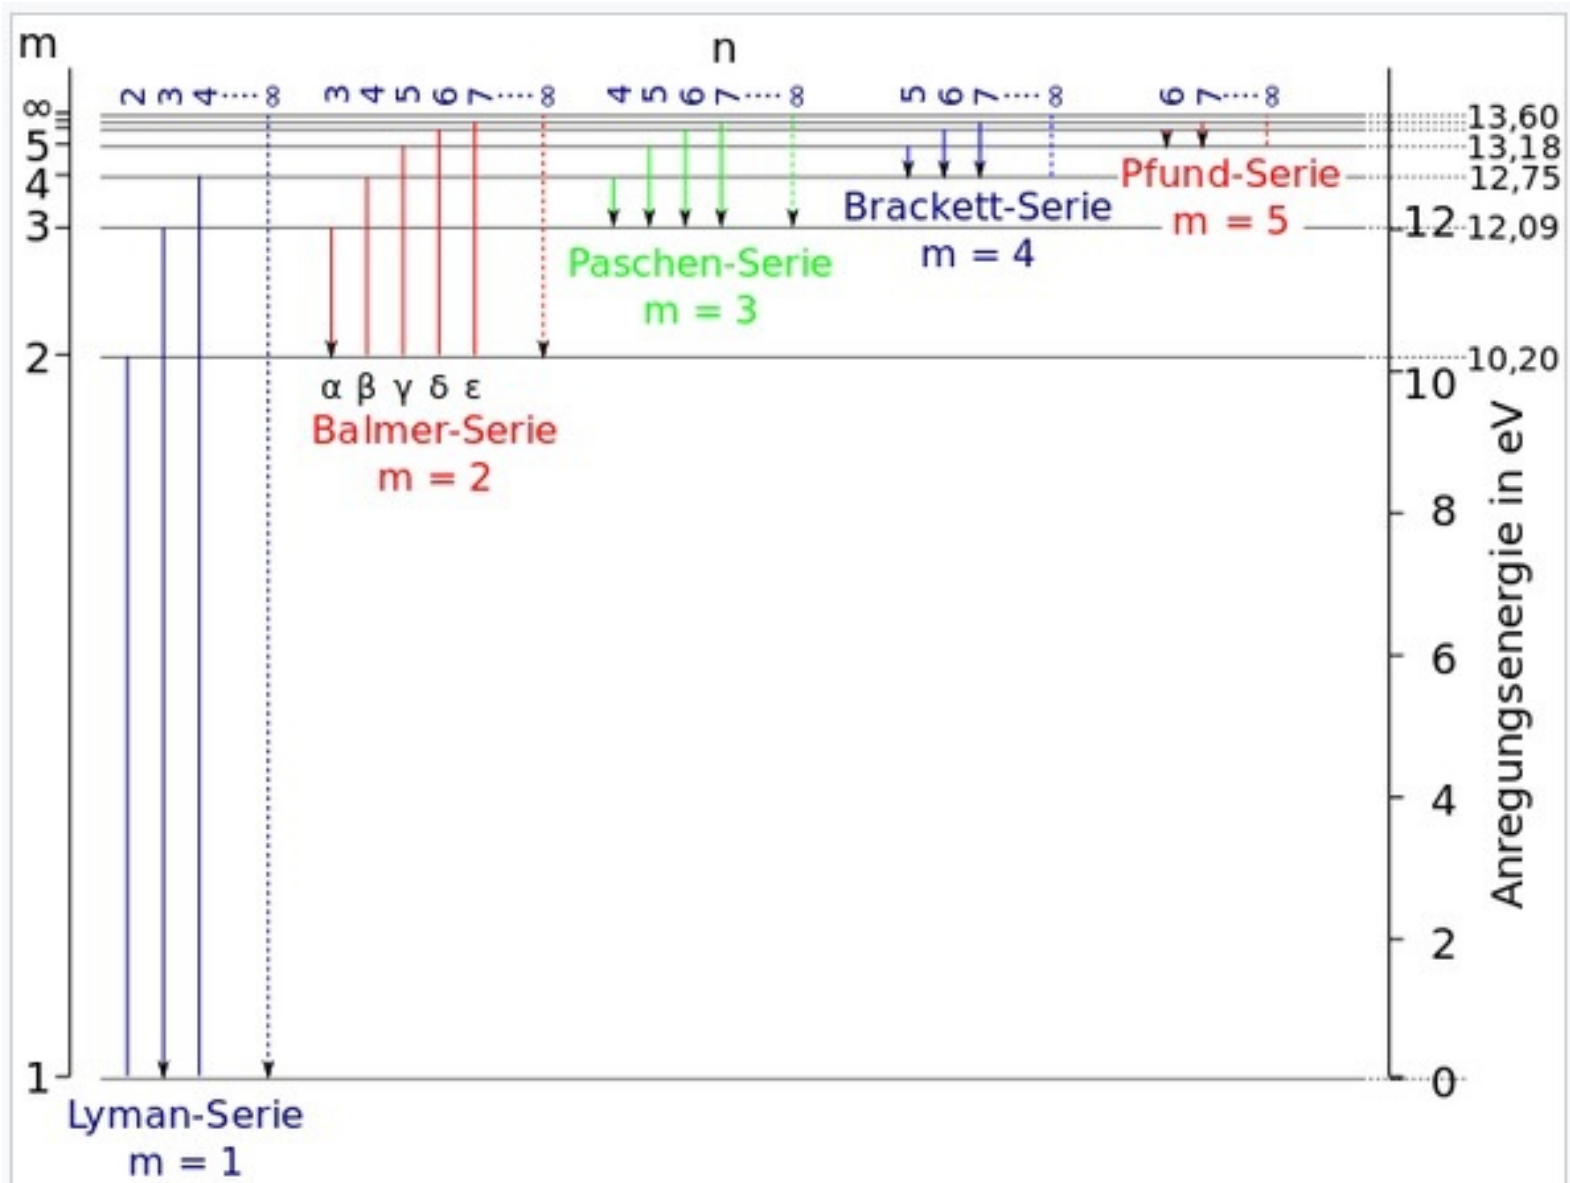 m
n
2 3 4 ····· ∞ 3 4 5 6 7 ····· ∞ 4 5 6 7 ····· ∞ 5 6 7 ····· ∞ 6 7 ····· ∞
∞
5
4
3
2
1
13,60
13,18
12,75
12 12,09
10,20
10
8
6
4
2
0
Anregungsenergie in eV
Pfund-Serie
m = 5
Brackett-Serie
m = 4
Paschen-Serie
m = 3
α β γ δ ε
Balmer-Serie
m = 2
Lyman-Serie
m = 1